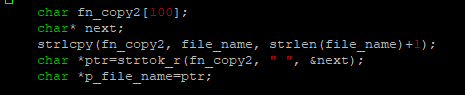 char fn_copy2[100];
char* next;
strlcpy(fn_copy2, file_name, strlen(file_name)+1);
char *ptr=strtok_r(fn_copy2, " ", &next);
char *p_file_name=ptr;